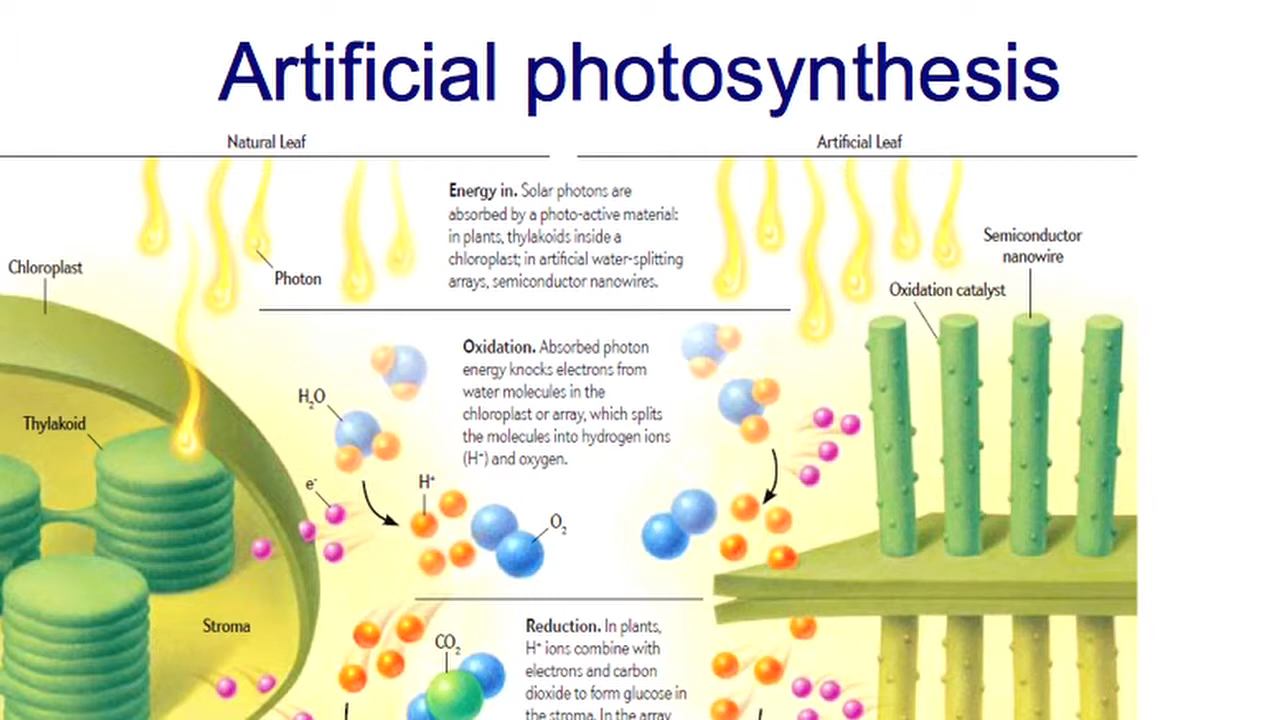 Artificial photosynthesis
Natural Leaf
Artificial Leaf
Energy in. Solar photons are
absorbed by a photo-active material:
in plants, thylakoids inside a
chloroplast; in artificial water-splitting
arrays, semiconductor nanowires.
Photon
Chloroplast
Semiconductor
nanowire
Oxidation catalyst
Oxidation. Absorbed photon
energy knocks electrons from
water molecules in the
chloroplast or array, which splits
the molecules into hydrogen ions
(H⁺) and oxygen.
H₂O
Thylakoid
e⁻
H⁺
O₂
Stroma
CO₂
Reduction. In plants,
H⁺ ions combine with
electrons and carbon
dioxide to form glucose in
the stroma. In the array